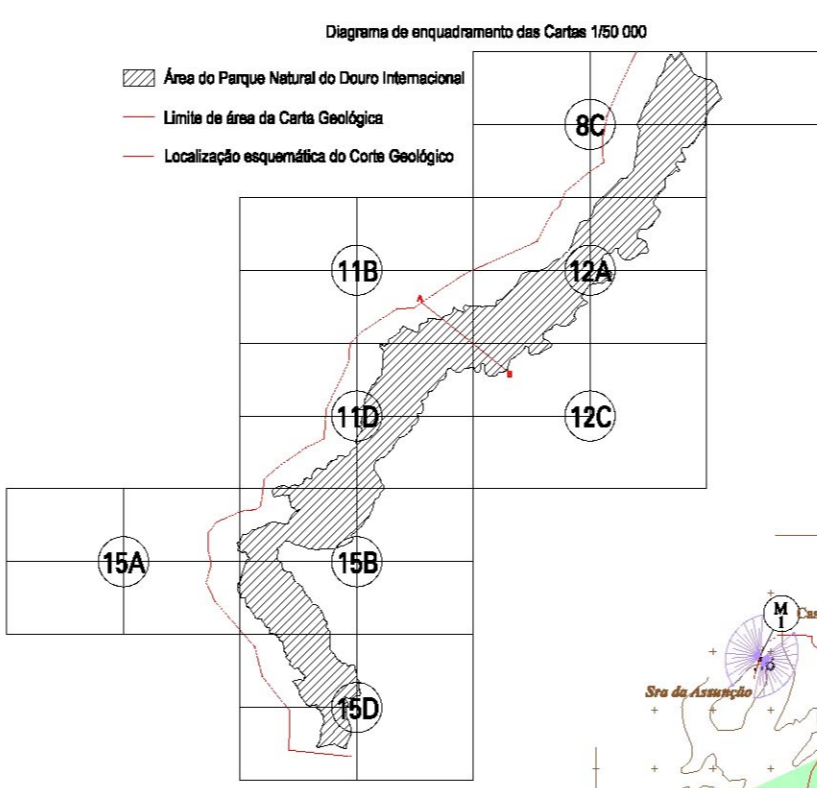 Diagrama de enquadramento das Cartas 1/50 000
Área do Parque Natural do Douro Internacional
Limite de área da Carta Geológica
Localização esquemática do Corte Geológico
8C
11B
12A
A
B
11D
12C
15A
15B
M
1
Cas
Sra da Assunção
15D